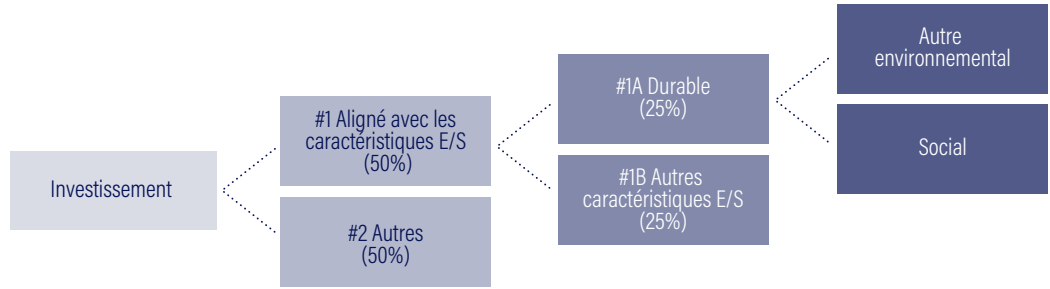 Investissement
#1 Aligné avec les
caractéristiques E/S
(50%)
#2 Autres
(50%)
#1A Durable
(25%)
#1B Autres
caractéristiques E/S
(25%)
Autre
environnemental
Social